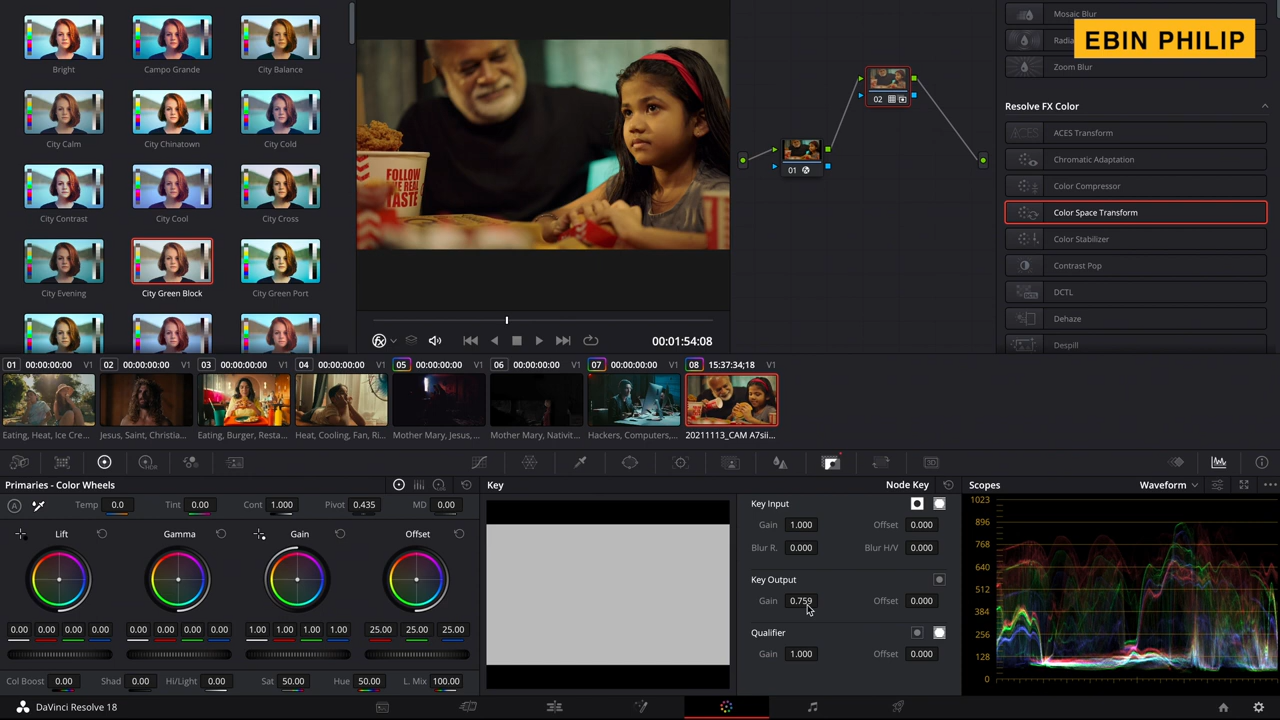 Bright
Campo Grande
City Balance
City Calm
City Chinatown
City Cold
City Contrast
City Cool
City Cross
City Evening
City Green Block
City Green Port
FOLLOW
THE REAL
TASTE
00:01:54:08
01
02
Mosaic Blur
EBIN PHILIP
Zoom Blur
Resolve FX Color
ACES Transform
Chromatic Adaptation
Color Compressor
Color Space Transform
Color Stabilizer
Contrast Pop
DCTL
Dehaze
Despill
01 00:00:00:00 V1
02 00:00:00:00 V1
03 00:00:00:00 V1
04 00:00:00:00 V1
05 00:00:00:00 V1
06 00:00:00:00 V1
07 00:00:00:00 V1
08 15:37:34;18 V1
Eating, Heat, Ice Cre...
Jesus, Saint, Christia...
Eating, Burger, Resta...
Heat, Cooling, Fan, Ri...
Mother Mary, Jesus,...
Mother Mary, Nativit...
Hackers, Computers,...
20211113_CAM A7sii...
Primaries - Color Wheels
Temp 0.0 Tint 0.00 Cont 1.000 Pivot 0.435 MD 0.00
Lift Gamma Gain Offset
0.00 0.00 0.00 0.00 0.00 0.00 0.00 0.00 1.00 1.00 1.00 1.00 25.00 25.00 25.00
Col Boost 0.00 Shad 0.00 Hi/Light 0.00 Sat 50.00 Hue 50.00 L. Mix 100.00
Key
Node Key
Key Input
Gain 1.000 Offset 0.000
Blur R. 0.000 Blur H/V 0.000
Key Output
Gain 0.759 Offset 0.000
Qualifier
Gain 1.000 Offset 0.000
Scopes Waveform
1023
896
768
640
512
384
256
128
0
DaVinci Resolve 18